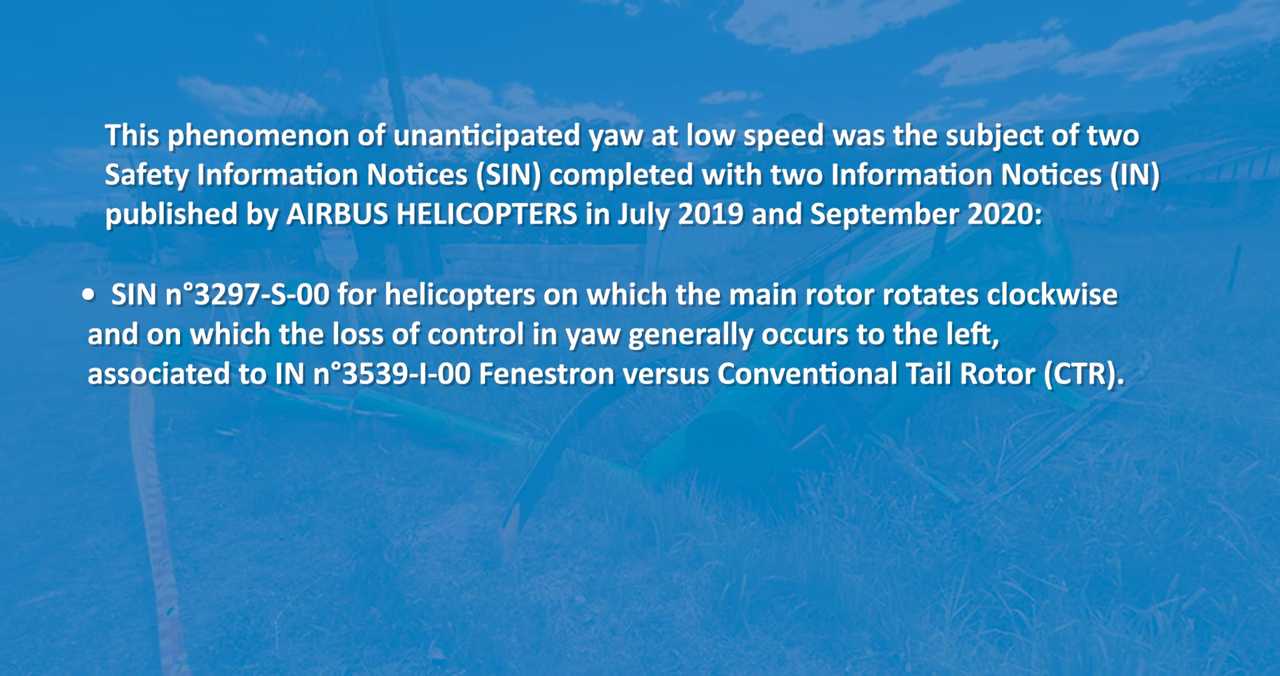 This phenomenon of unanticipated yaw at low speed was the subject of two
Safety Information Notices (SIN) completed with two Information Notices (IN)
published by AIRBUS HELICOPTERS in July 2019 and September 2020:
• SIN n°3297-S-00 for helicopters on which the main rotor rotates clockwise
and on which the loss of control in yaw generally occurs to the left,
associated to IN n°3539-I-00 Fenestron versus Conventional Tail Rotor (CTR).